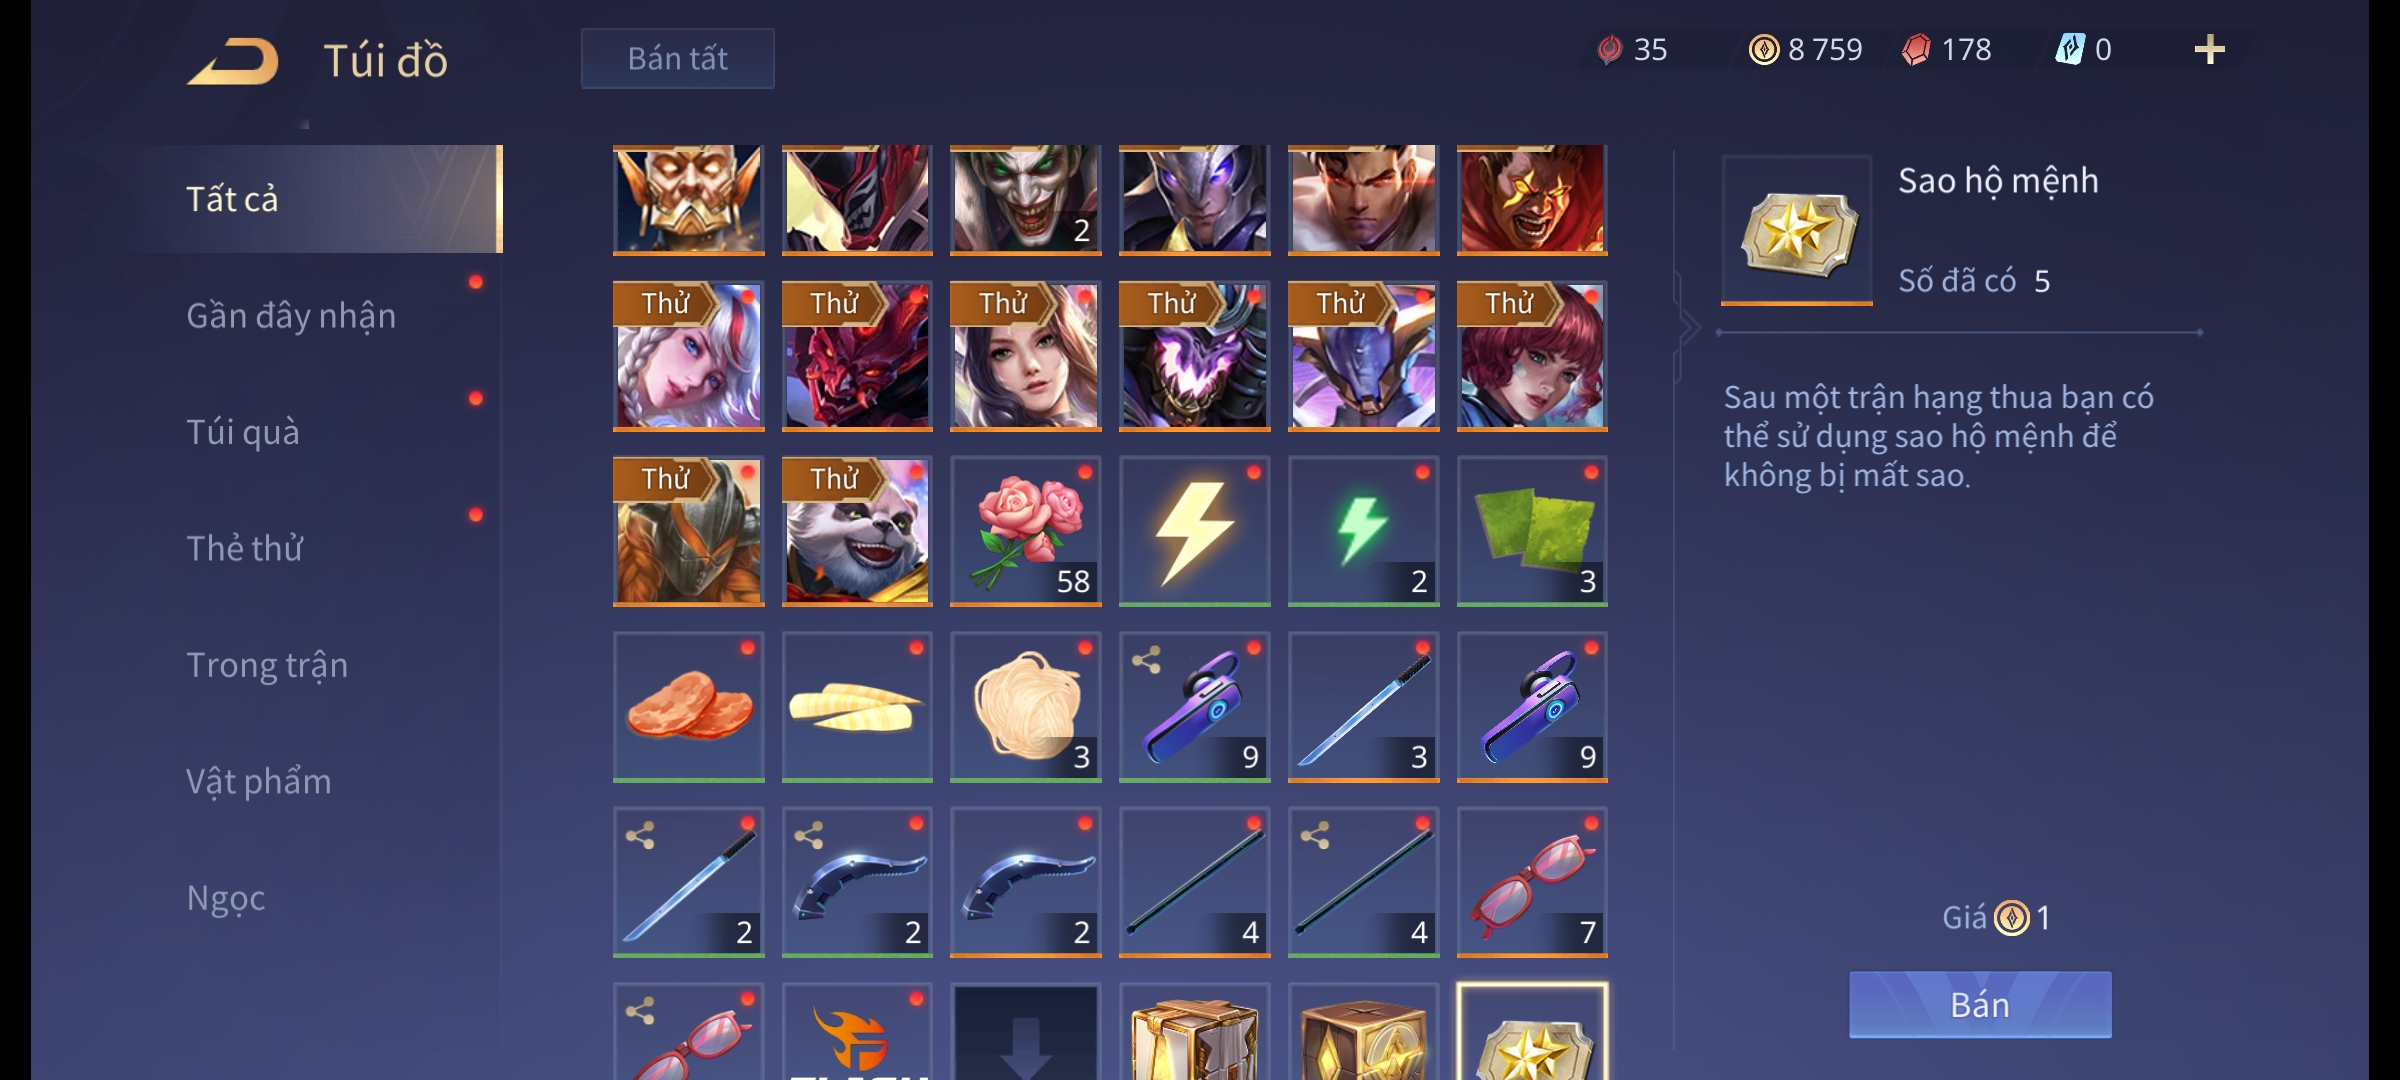 Túi đồ
Bán tất
35
8 759
178
0
Tất cả
Gần đây nhận
Túi quà
Thẻ thử
Trong trận
Vật phẩm
Ngọc
2
Thử
Thử
Thử
Thử
Thử
Thử
Thử
Thử
58
2
3
3
9
3
9
2
2
2
4
4
7
Sao hộ mệnh
Số đã có 5
Sau một trận hạng thua bạn có
thể sử dụng sao hộ mệnh để
không bị mất sao.
Giá 1
Bán